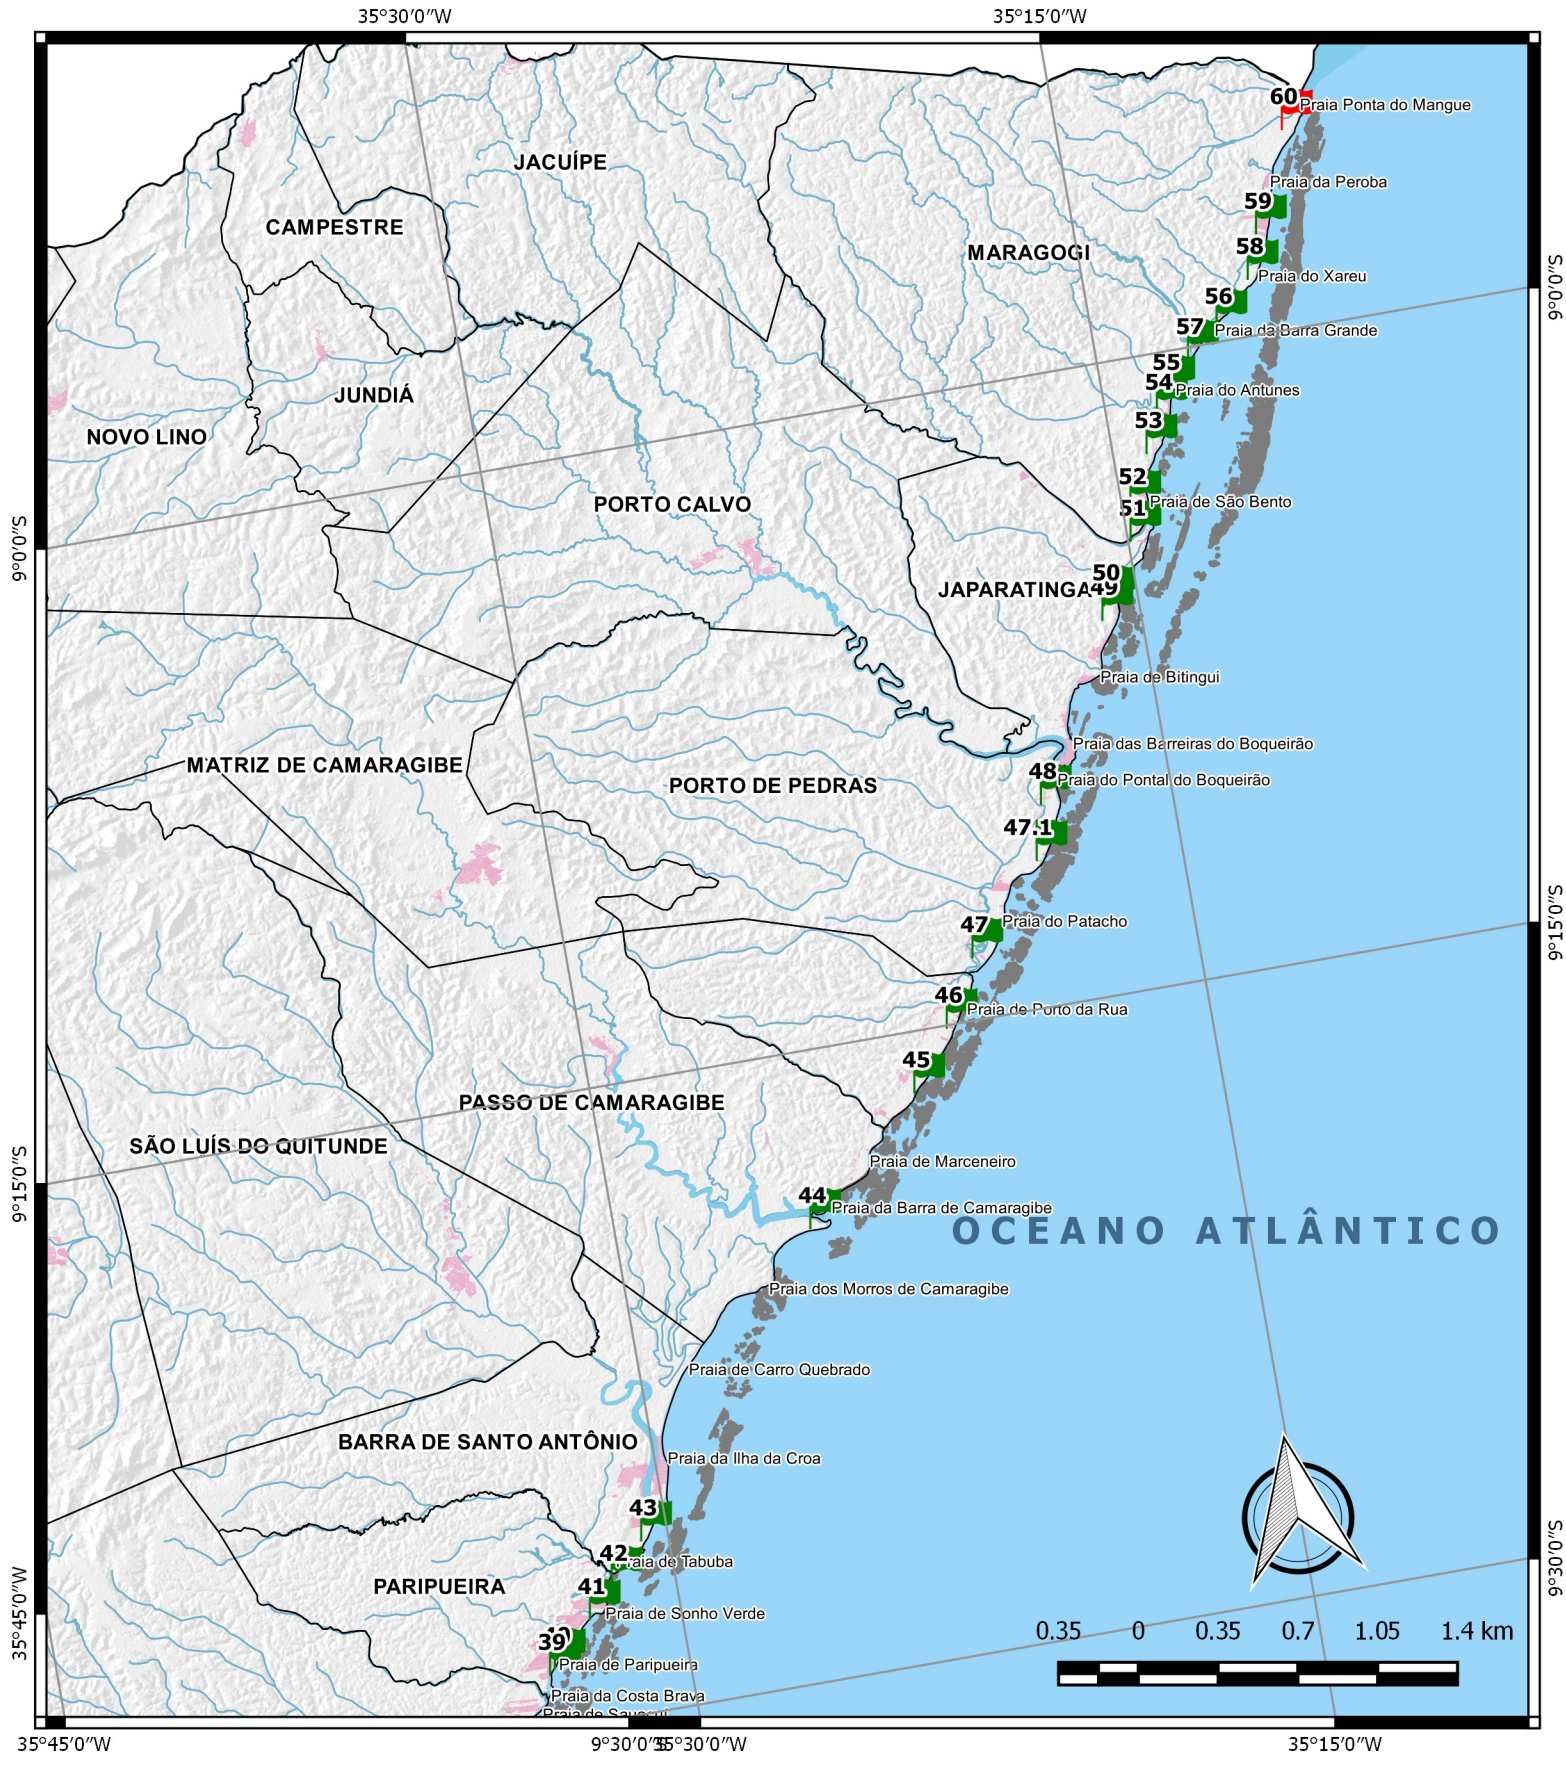 35°30′0″W
35°15′0″W
60
Praia Ponta do Mangue
JACUÍPE
Praia da Peroba
59
CAMPESTRE
58
MARAGOGI
Praia do Xareu
9°0′0″S
56
57
Praia da Barra Grande
55
54
Praia do Antunes
JUNDIÁ
53
NOVO LINO
52
Praia de São Bento
51
PORTO CALVO
9°0′0″S
50
49
JAPARATINGA
Praia de Bitingui
Praia das Barreiras do Boqueirão
MATRIZ DE CAMARAGIBE
48
Praia do Pontal do Boqueirão
PORTO DE PEDRAS
47.1
47
Praia do Patacho
9°15′0″S
46
Praia de Porto da Rua
45
PASSO DE CAMARAGIBE
SÃO LUÍS DO QUITUNDE
Praia de Marceneiro
9°15′0″S
44
Praia da Barra de Camaragibe
OCEANO ATLÂNTICO
Praia dos Morros de Camaragibe
Praia de Carro Quebrado
BARRA DE SANTO ANTÔNIO
Praia da Ilha da Croa
43
42
Praia de Tabuba
9°30′0″S
PARIPUEIRA
41
Praia de Sonho Verde
35°45′0″W
40
39
0.35 0 0.35 0.7 1.05 1.4 km
Praia de Paripueira
Praia da Costa Brava
Praia de Sauaçui
35°45′0″W
9°30′0″S
35°30′0″W
35°15′0″W